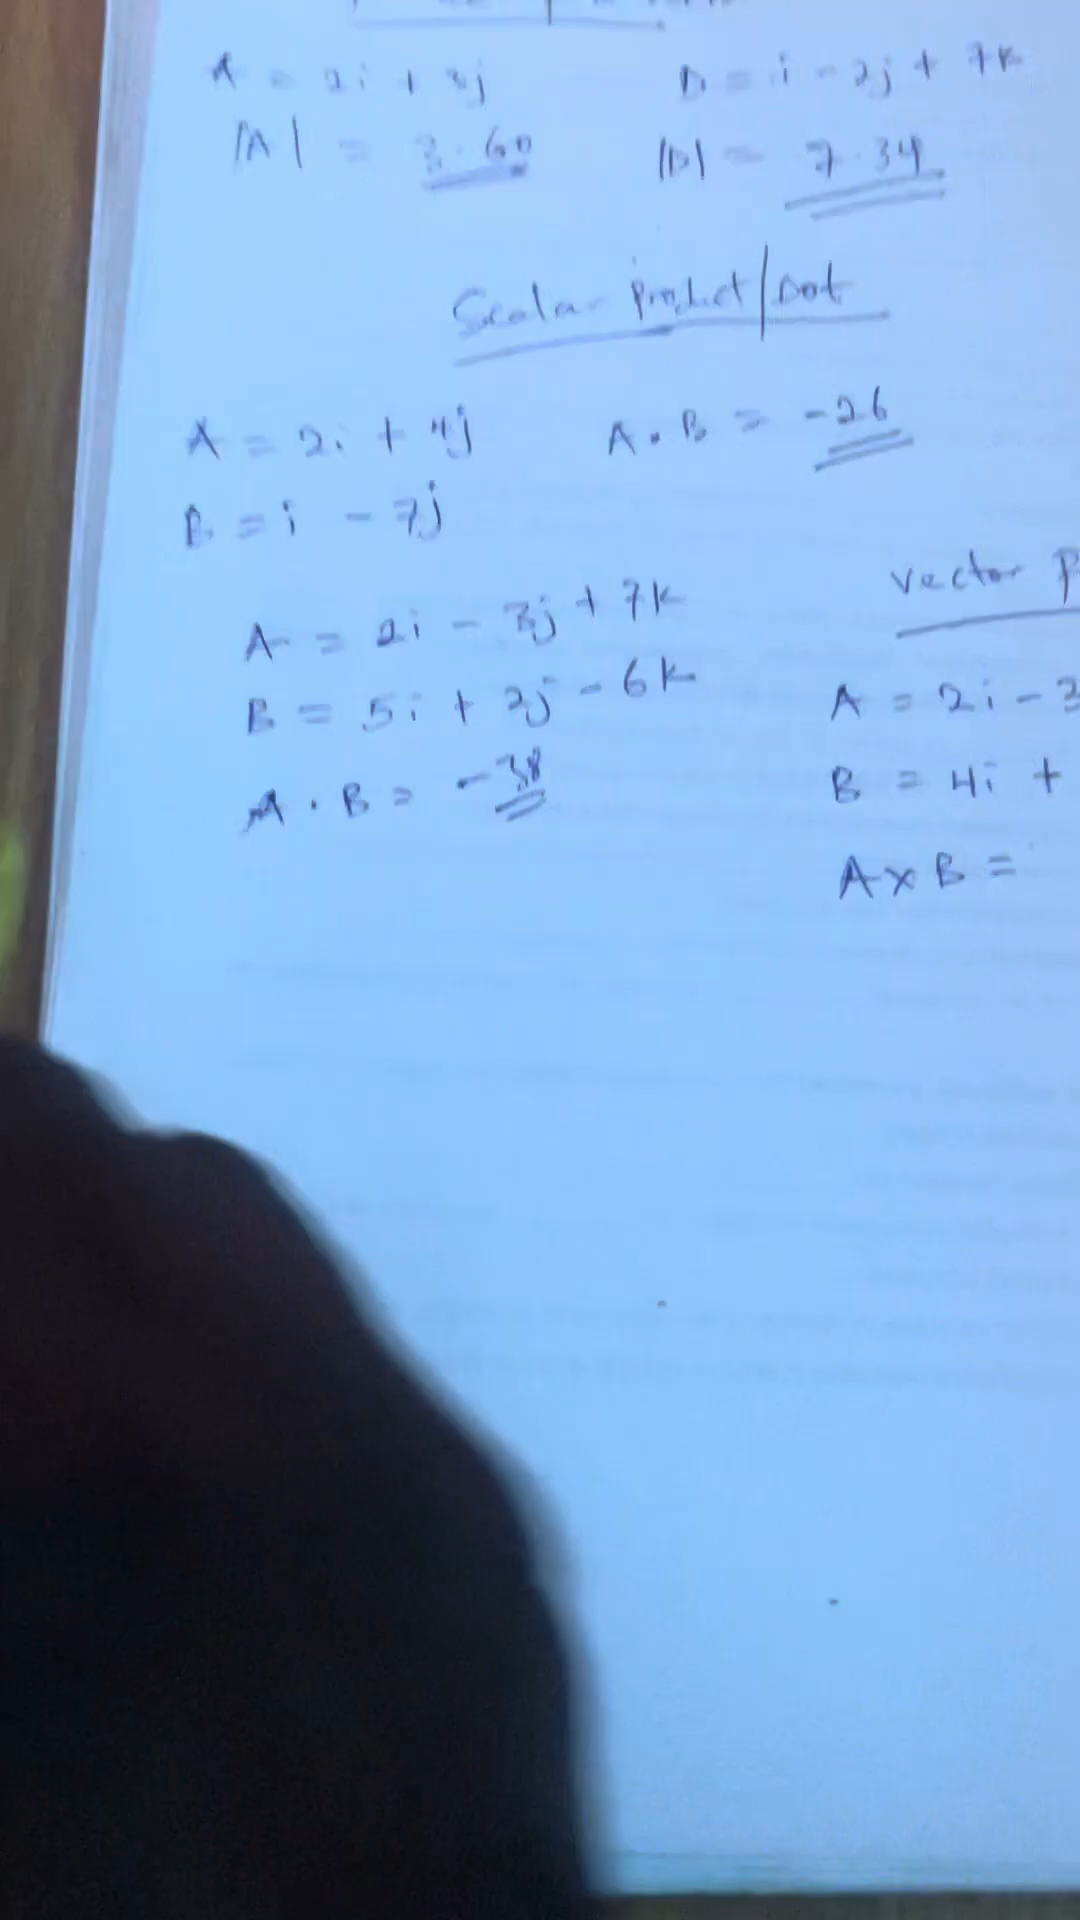 A = 2i + 3j
D = i - 2j + 7k
|A| = 3.60
|D| = 7.34
Scalar Product/Dot
A = 2i + 4j
A . B = -26
B = i - 7j
A = 2i - 3j + 7k
B = 5i + 2j - 6k
A . B = -38
vector P
A = 2i - 3
B = 4i +
A x B =